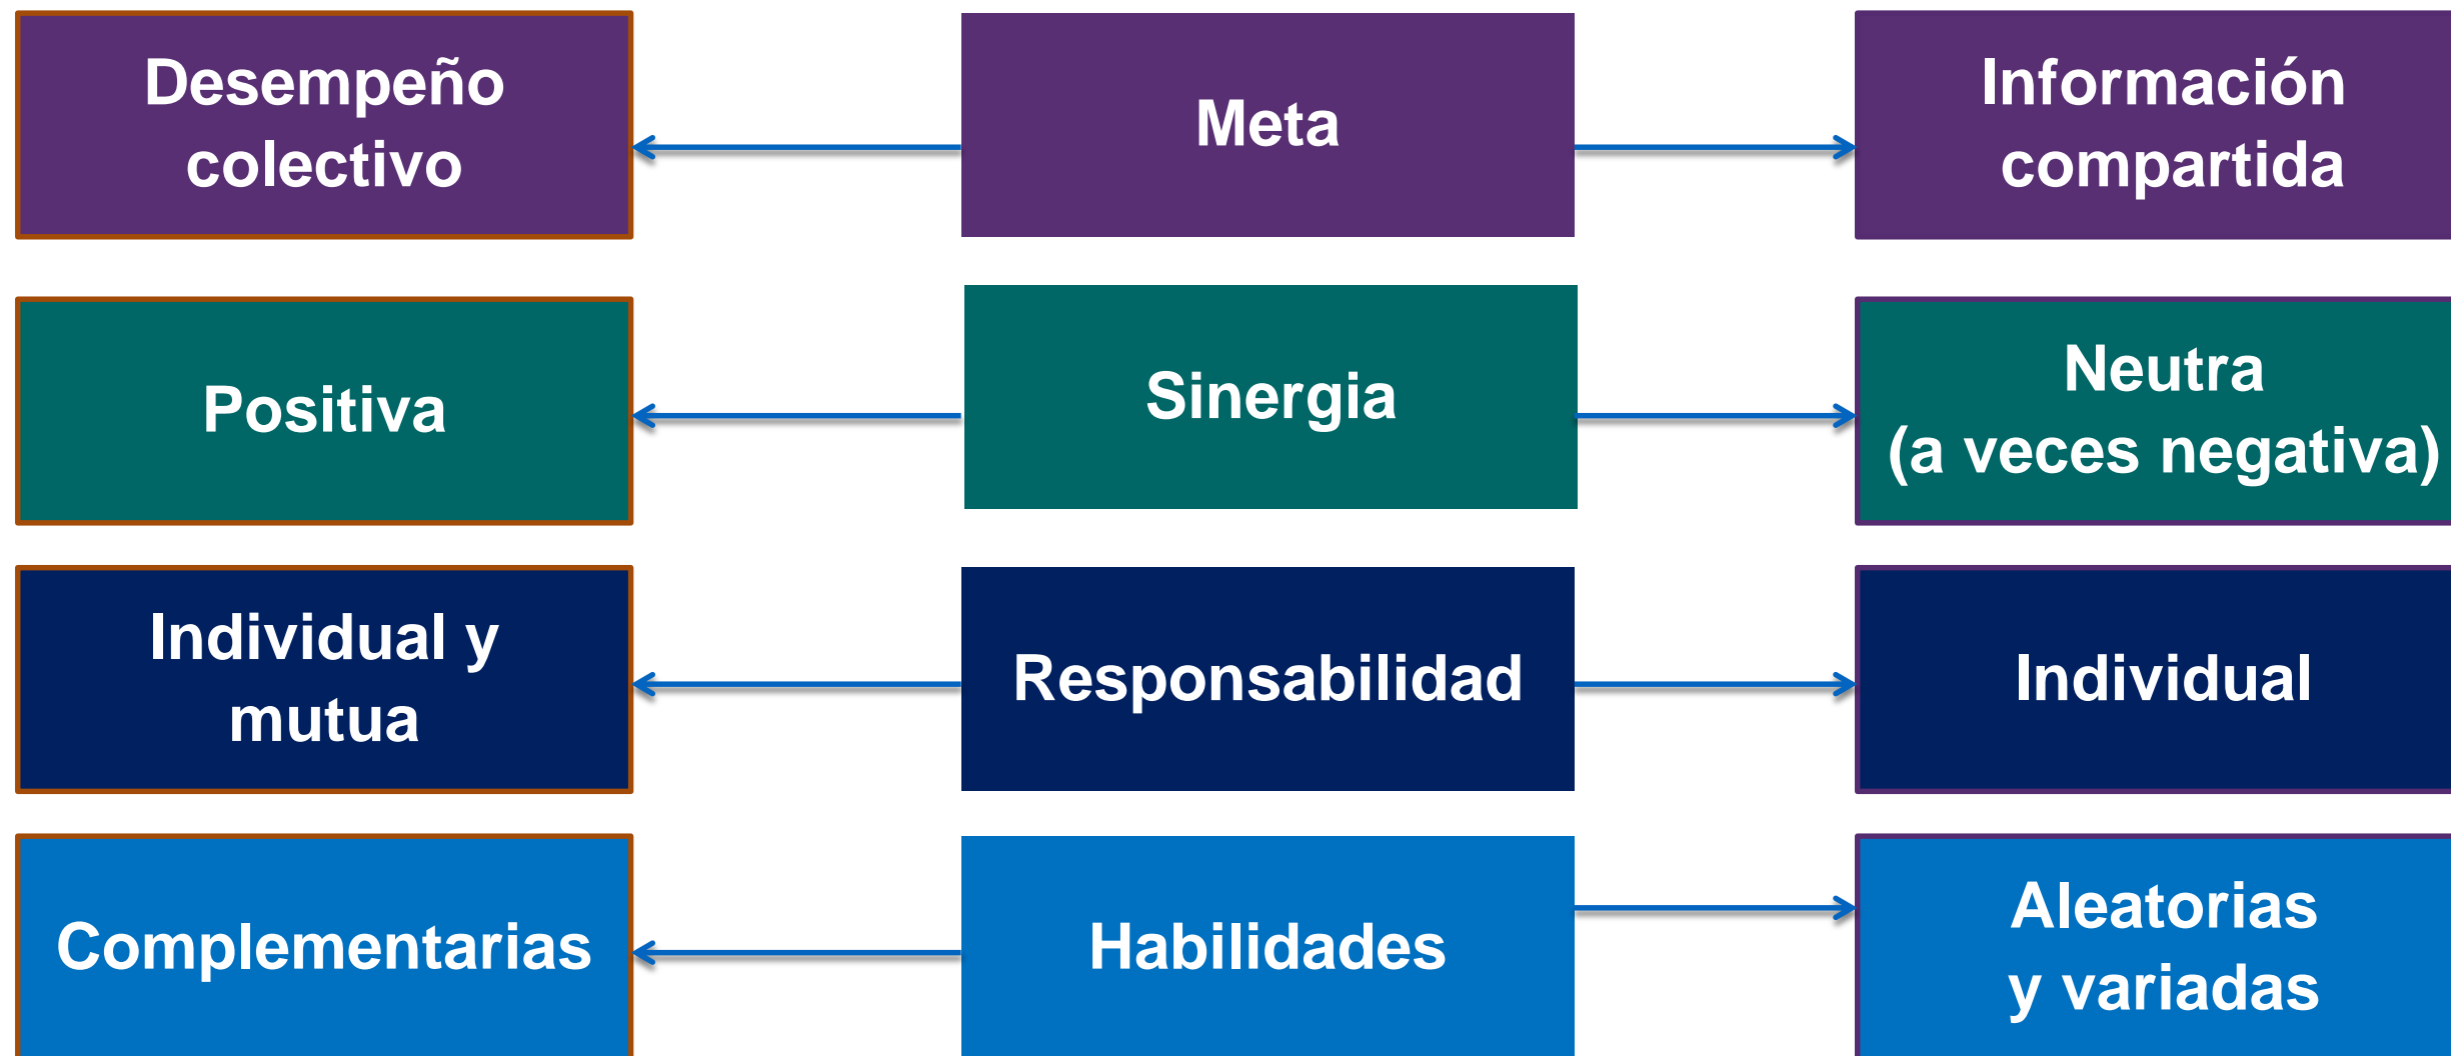 Desempeño
colectivo
Meta
Información
compartida
Positiva
Sinergia
Neutra
(a veces negativa)
Individual y
mutua
Responsabilidad
Individual
Complementarias
Habilidades
Aleatorias
y variadas